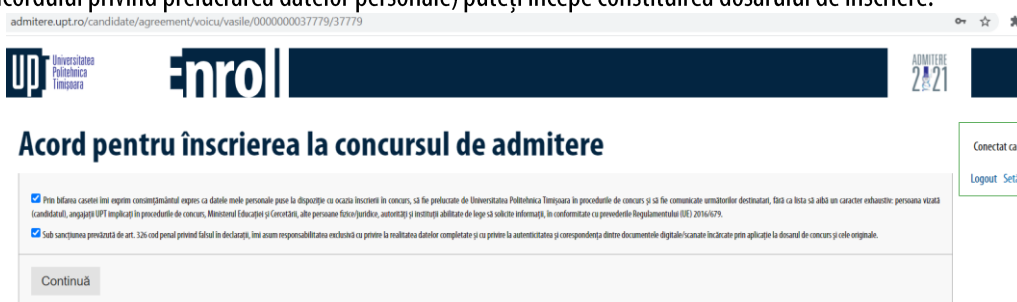 acordului privind prelucrarea datelor personale) puteți începe constituirea dosarului de înscriere.
admitere.upt.ro/candidate/agreement/voicu/vasile/0000000037779/37779
UPT Universitatea
Politehnica
Timișoara
Enrol
ADMITERE
2021
Acord pentru înscrierea la concursul de admitere
Conectat ca
Logout Setă
Prin bifarea casetei îmi exprim consimțământul expres ca datele mele personale puse la dispoziție cu ocazia înscrierii în concurs, să fie prelucrate de Universitatea Politehnica Timișoara în procedurile de concurs și să fie comunicate următorilor destinatari, fără ca lista să aibă un caracter exhaustiv: persoana vizată
(candidatul), angajații UPT implicați în procedurile de concurs, Ministerul Educației și Cercetării, alte persoane fizice/juridice, autorități și instituții abilitate de lege să solicite informații, în conformitate cu prevederile Regulamentului (UE) 2016/679.
Sub sancțiunea prevăzută de art. 326 cod penal privind falsul în declarații, îmi asum responsabilitatea exclusivă cu privire la realitatea datelor completate și cu privire la autenticitatea și corespondența dintre documentele digitale/scanate încărcate prin aplicație la dosarul de concurs și cele originale.
Continuă